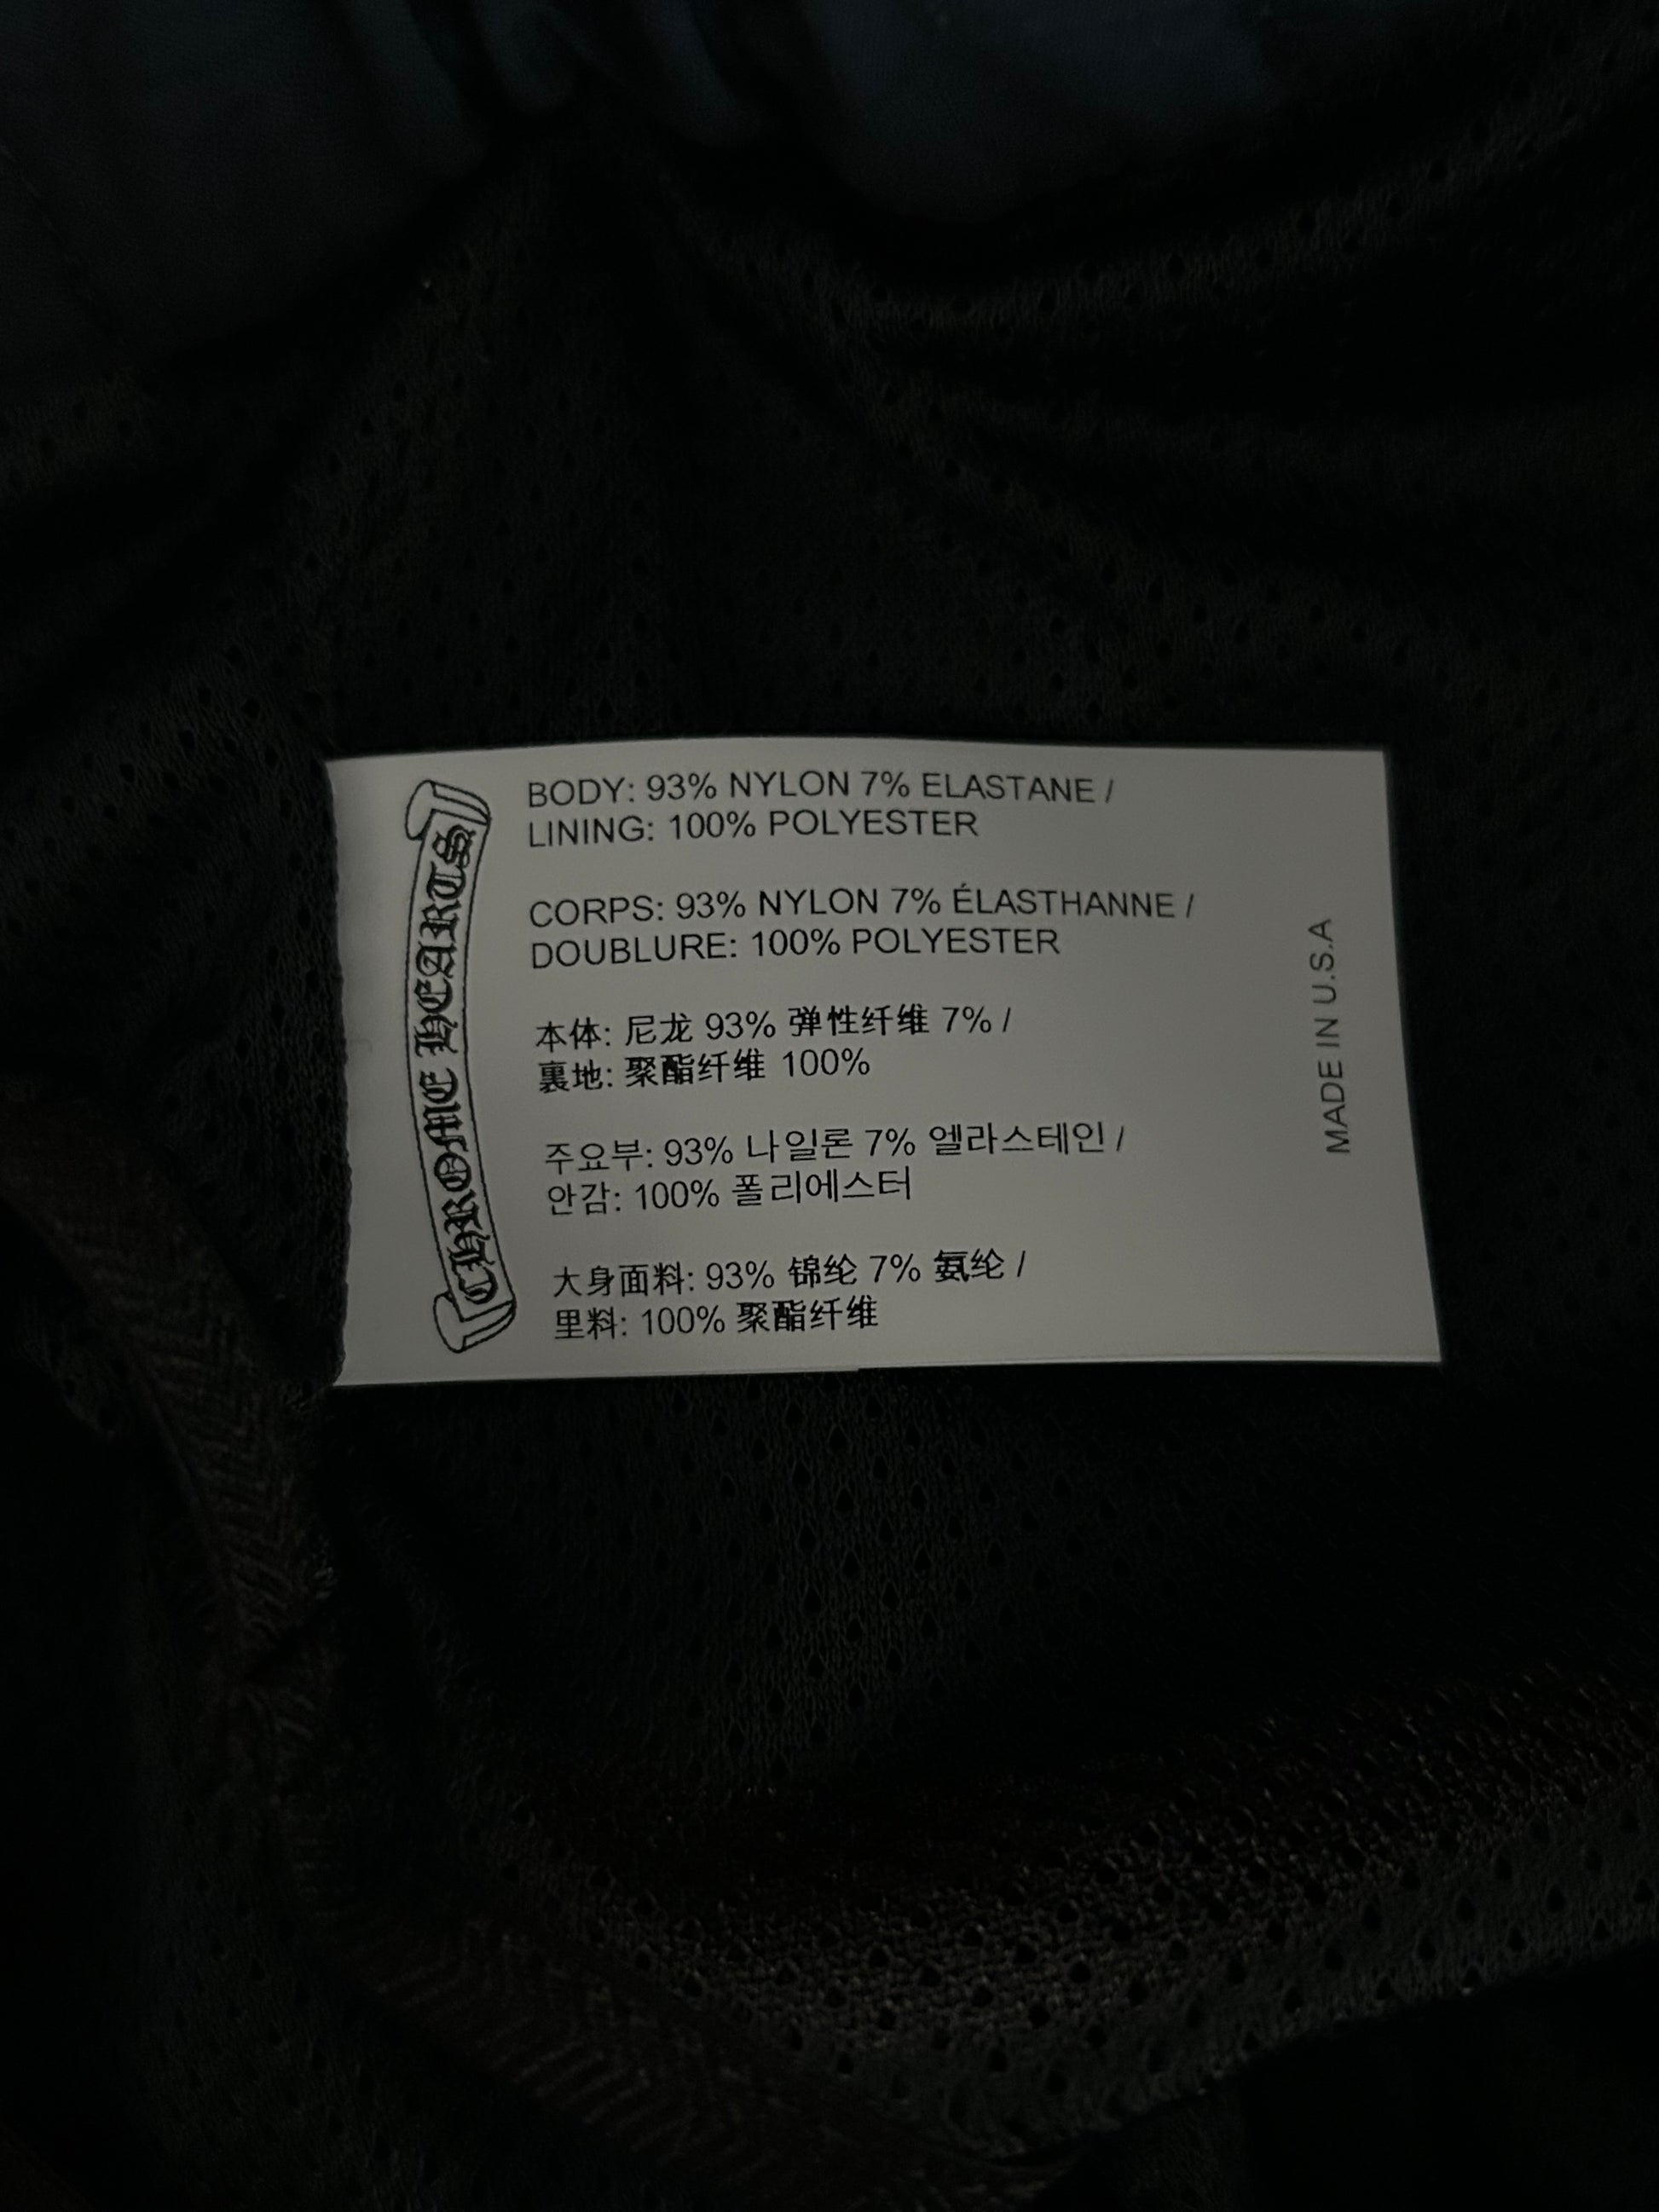 CHROME HEARTS
BODY: 93% NYLON 7% ELASTANE /
LINING: 100% POLYESTER
CORPS: 93% NYLON 7% ÉLASTHANNE /
DOUBLURE: 100% POLYESTER
本体: 尼龙 93% 弹性纤维 7% /
裏地: 聚酯纤维 100%
주요부: 93% 나일론 7% 엘라스테인 /
안감: 100% 폴리에스터
大身面料: 93% 锦纶 7% 氨纶 /
里料: 100% 聚酯纤维
MADE IN U.S.A